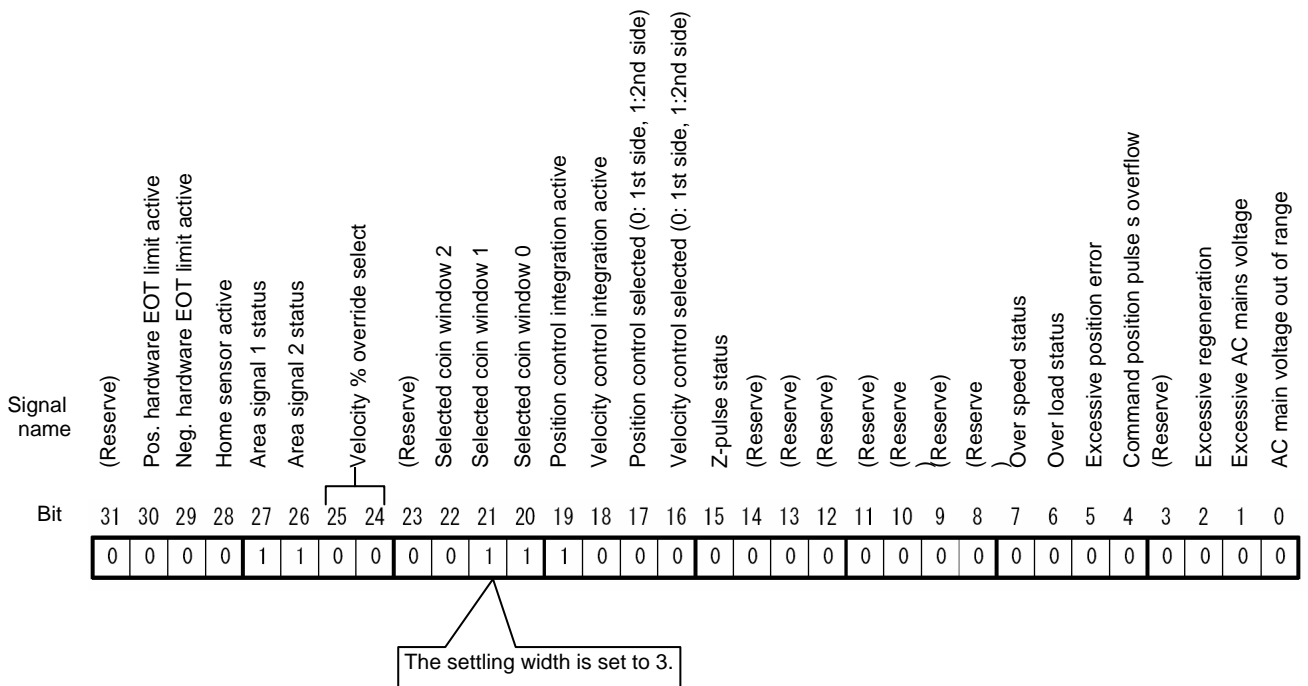 (Reserve)
Pos. hardware EOT limit active
Neg. hardware EOT limit active
Home sensor active
Area signal 1 status
Area signal 2 status
Velocity % override select
(Reserve)
Selected coin window 2
Selected coin window 1
Selected coin window 0
Position control integration active
Velocity control integration active
Position control selected (0: 1st side, 1:2nd side)
Velocity control selected (0: 1st side, 1:2nd side)
Z-pulse status
(Reserve)
(Reserve)
(Reserve)
(Reserve)
(Reserve
)
(Reserve)
(Reserve
)
Over speed status
Over load status
Excessive position error
Command position pulse s overflow
(Reserve)
Excessive regeneration
Excessive AC mains voltage
AC main voltage out of range
Signal
name
Bit 31 30 29 28 27 26 25 24 23 22 21 20 19 18 17 16 15 14 13 12 11 10 9 8 7 6 5 4 3 2 1 0
0 0 0 0 1 1 0 0 0 0 1 1 1 0 0 0 0 0 0 0 0 0 0 0 0 0 0 0 0 0 0 0
The settling width is set to 3.